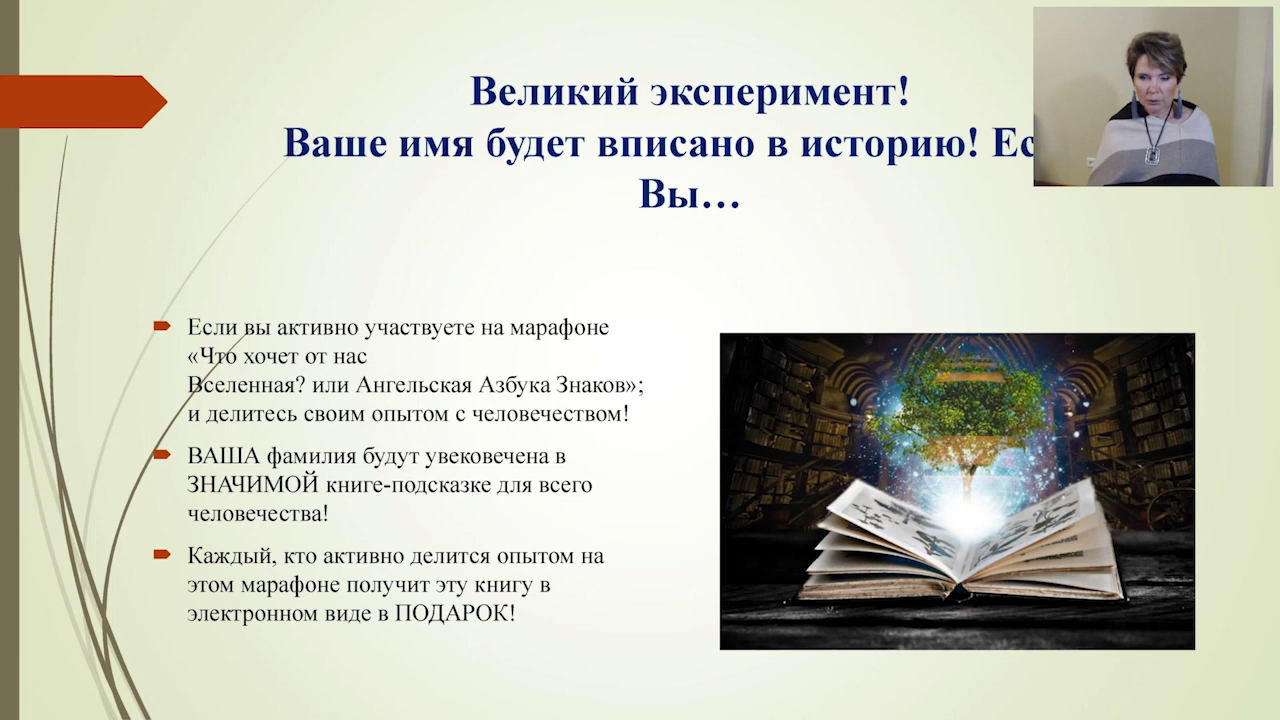 Великий эксперимент!
Ваше имя будет вписано в историю! Ес
Вы…
Если вы активно участвуете на марафоне
«Что хочет от нас
Вселенная? или Ангельская Азбука Знаков»;
и делитесь своим опытом с человечеством!
ВАША фамилия будут увековечена в
ЗНАЧИМОЙ книге-подсказке для всего
человечества!
Каждый, кто активно делится опытом на
этом марафоне получит эту книгу в
электронном виде в ПОДАРОК!